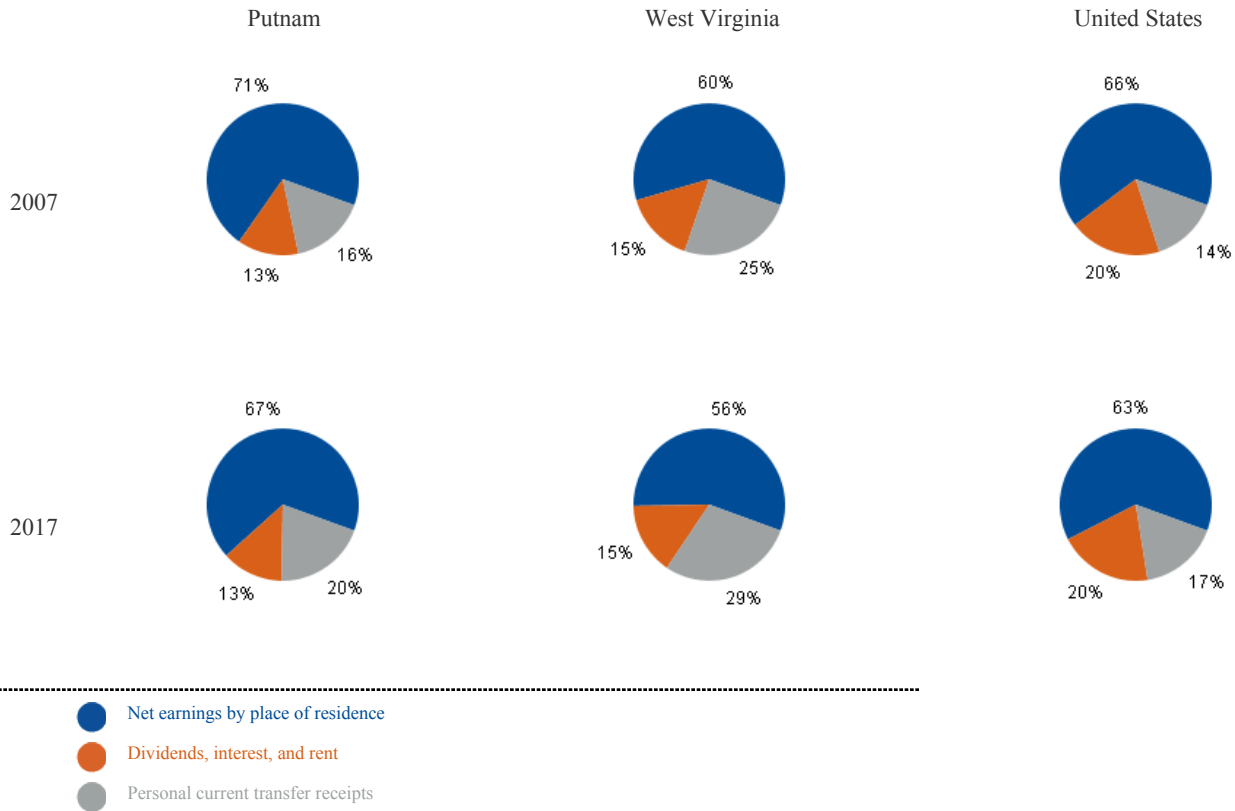 Putnam West Virginia United States
71% 60% 66%
2007
13% 16% 15% 25% 20% 14%
67% 56% 63%
2017
13% 20% 15% 29% 20% 17%
Net earnings by place of residence
Dividends, interest, and rent
Personal current transfer receipts